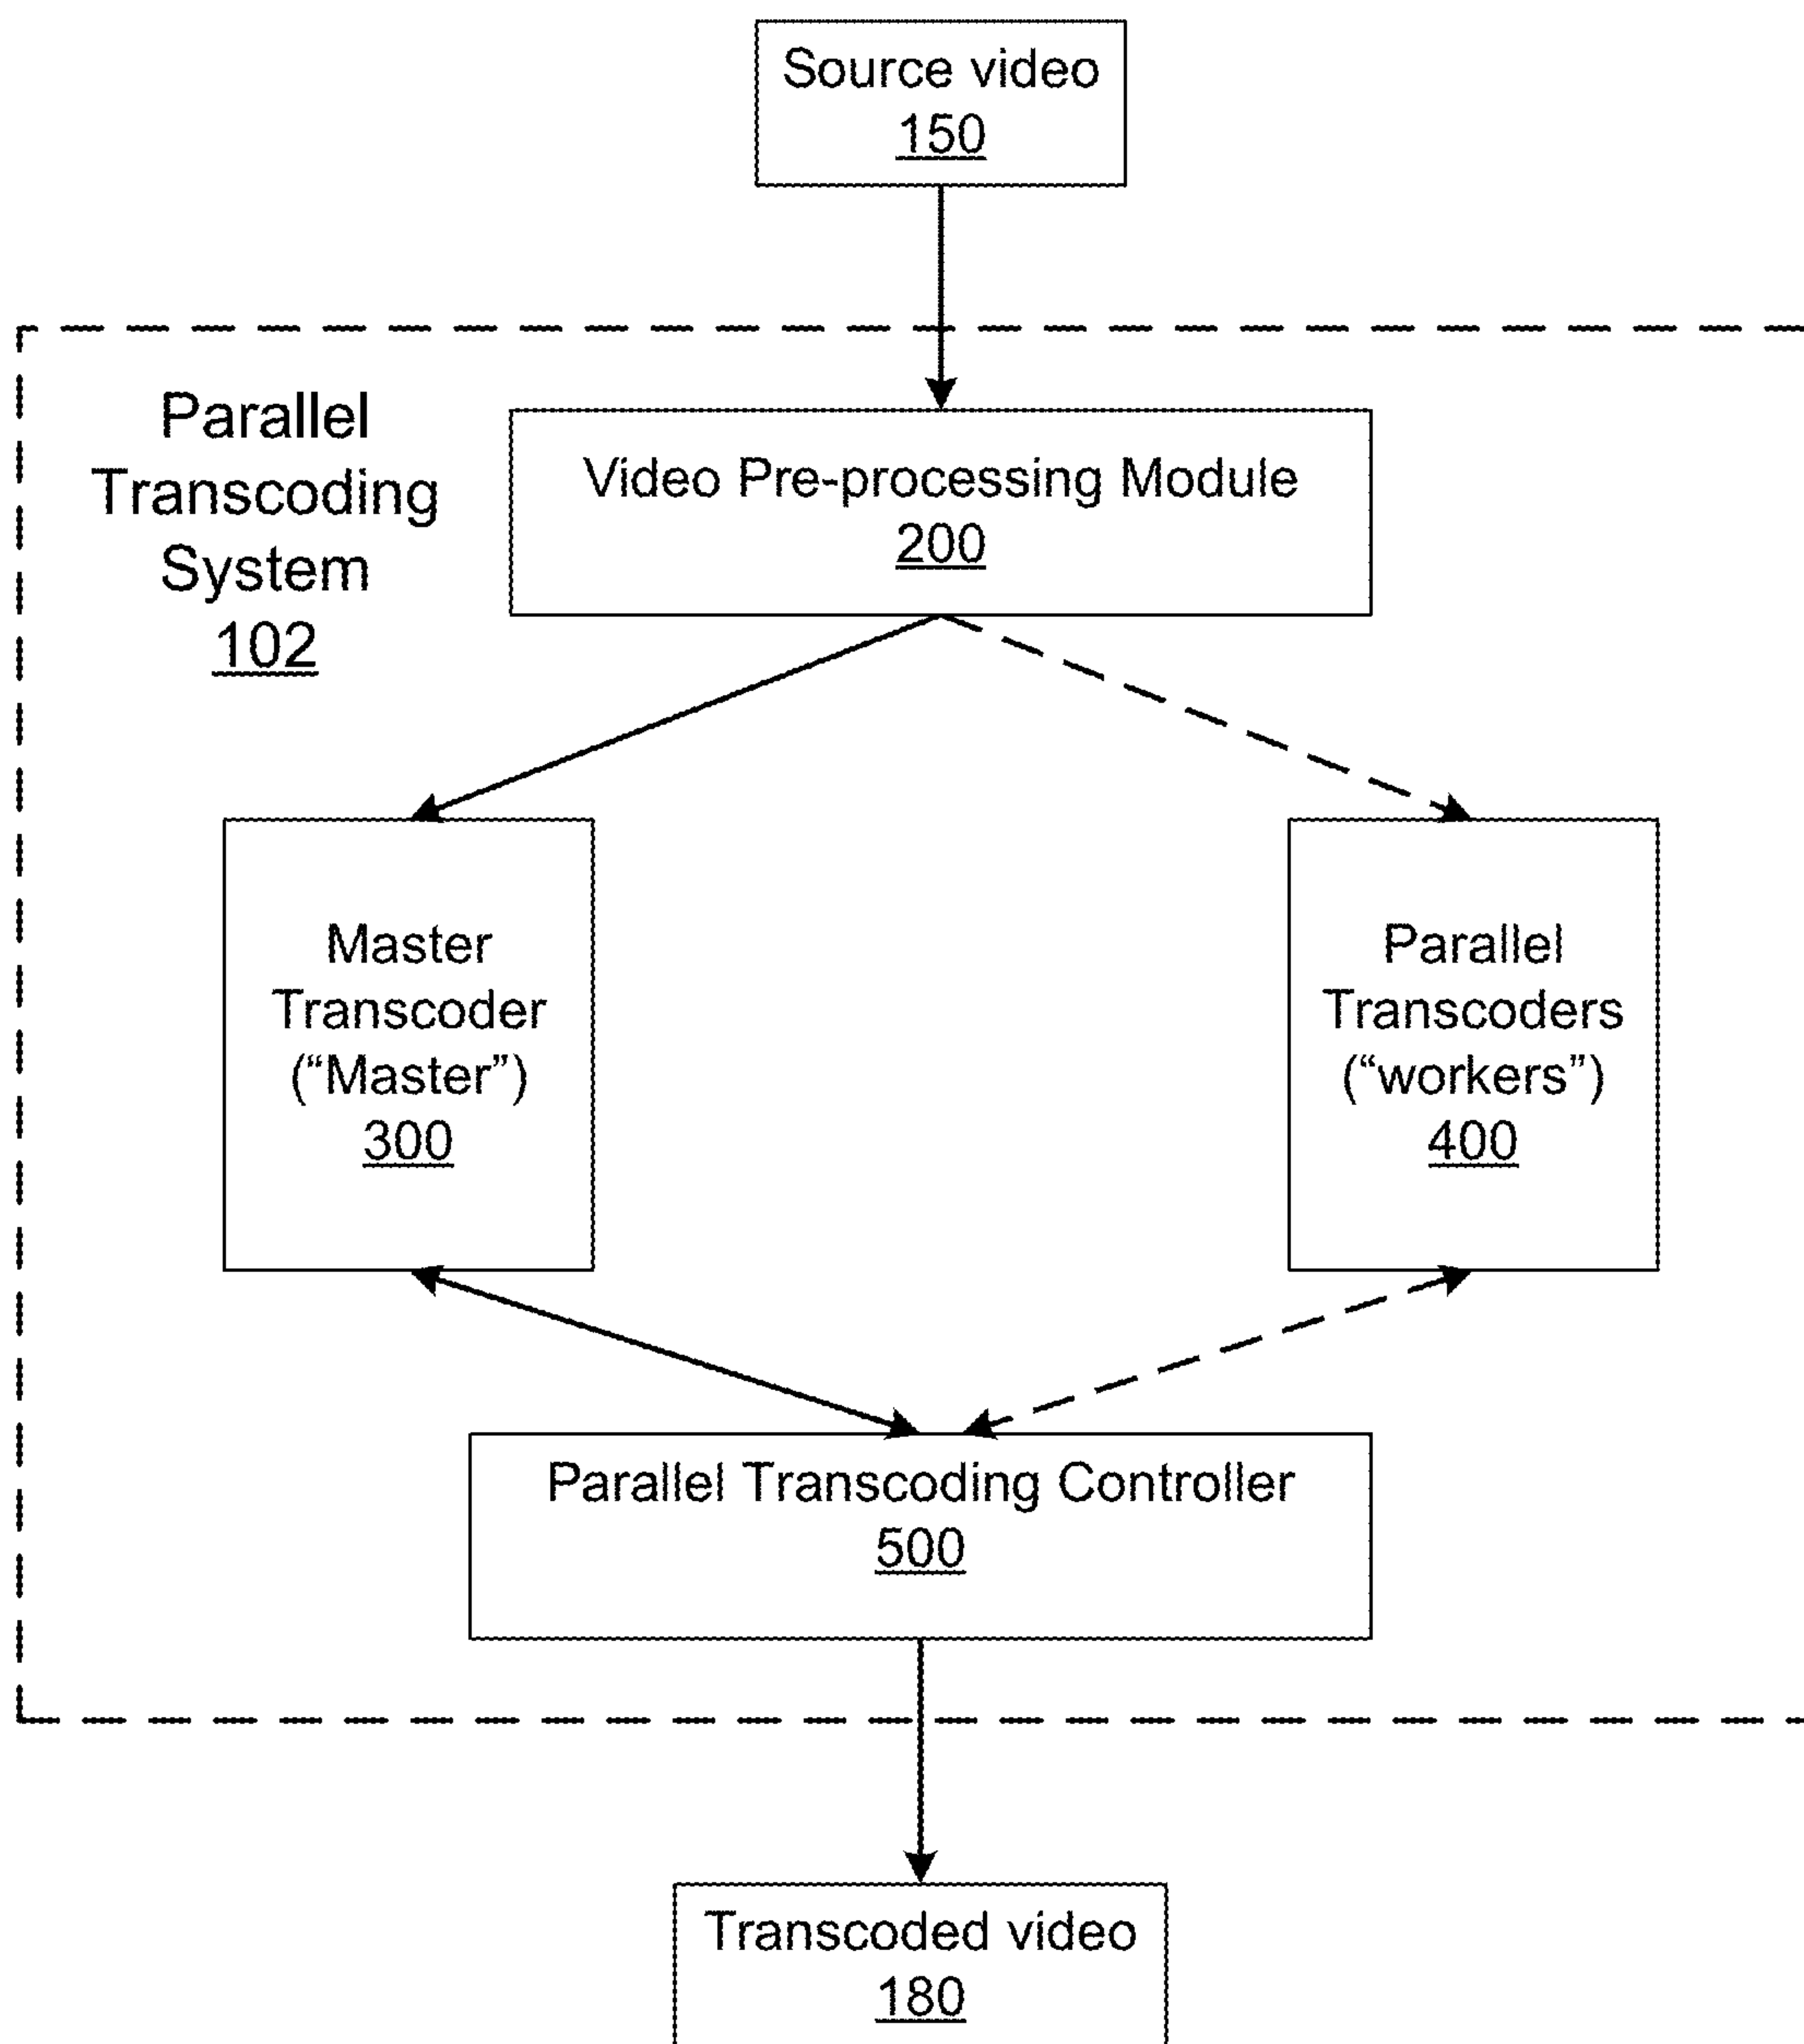 Source video
150
Parallel
Transcoding
System
102
Video Pre-processing Module
200
Master
Transcoder
(“Master”)
300
Parallel
Transcoders
(“workers”)
400
Parallel Transcoding Controller
500
Transcoded video
180